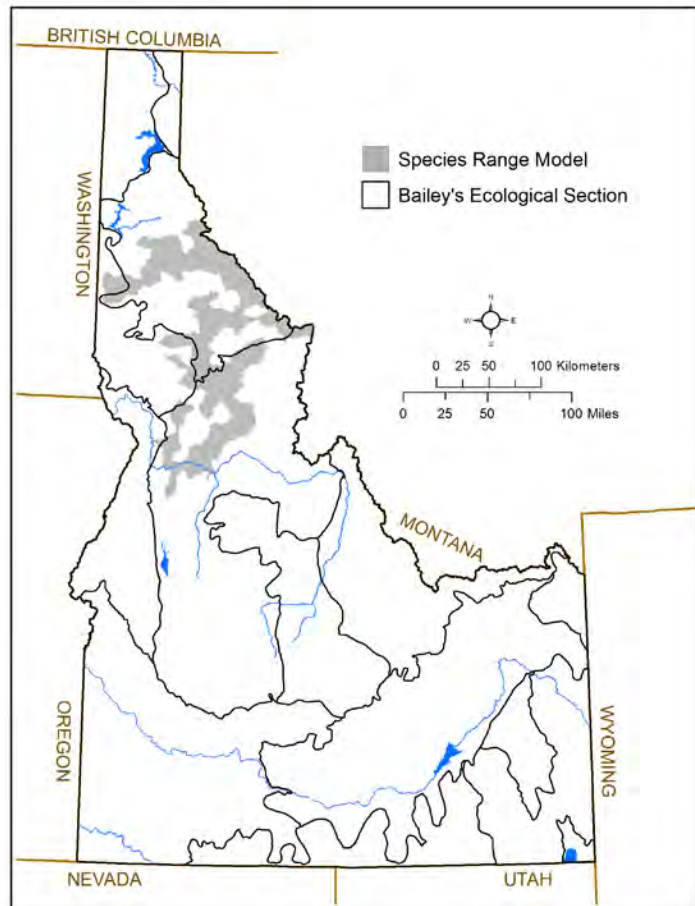 BRITISH COLUMBIA
WASHINGTON
Species Range Model
Bailey's Ecological Section
N
W E
S
0 25 50 100 Kilometers
0 25 50 100 Miles
MONTANA
OREGON
WYOMING
NEVADA
UTAH